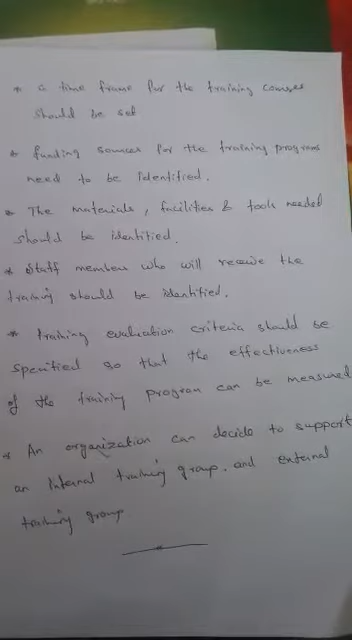 * a time frame for the training courses
should be set
* funding sources for the training programs
need to be identified.
* The materials, facilities & tools needed
should be identified.
* Staff members who will receive the
training should be identified.
* training evaluation criteria should be
specified so that the effectiveness
of the training program can be measured
* An organization can decide to support
an internal training group, and external
training group